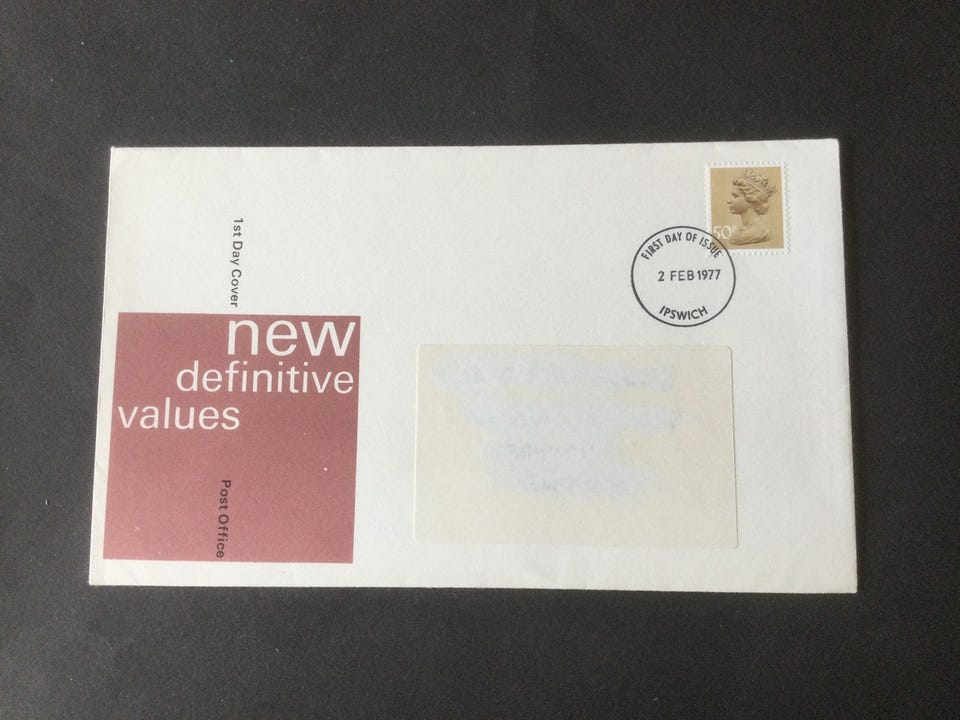 50P
FIRST DAY OF ISSUE
2 FEB 1977
IPSWICH
1st Day Cover
new
definitive
values
Post Office